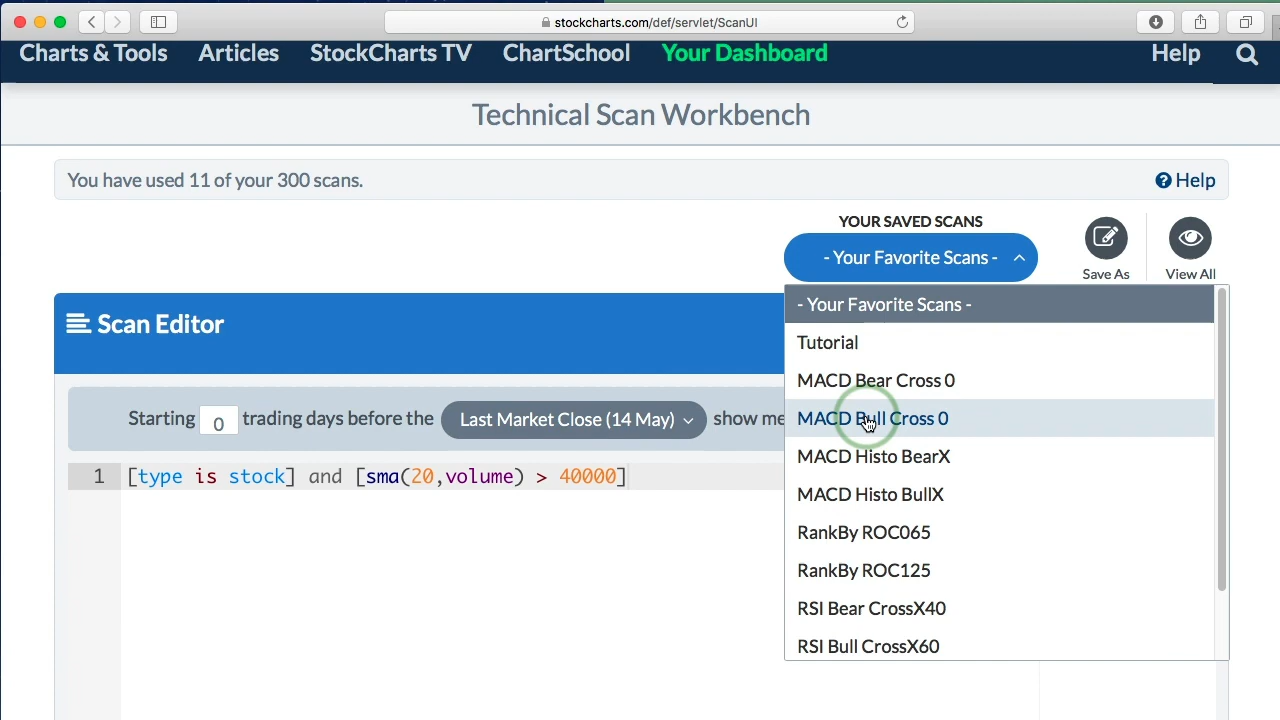 stockcharts.com/def/servlet/ScanUI
Charts & Tools Articles StockCharts TV ChartSchool Your Dashboard Help
Technical Scan Workbench
You have used 11 of your 300 scans. Help
YOUR SAVED SCANS
- Your Favorite Scans -
Save As View All
- Your Favorite Scans -
Scan Editor
Tutorial
MACD Bear Cross 0
Starting 0 trading days before the Last Market Close (14 May) show me
MACD Bull Cross 0
MACD Histo BearX
1 [type is stock] and [sma(20,volume) > 40000]
MACD Histo BullX
RankBy ROC065
RankBy ROC125
RSI Bear CrossX40
RSI Bull CrossX60